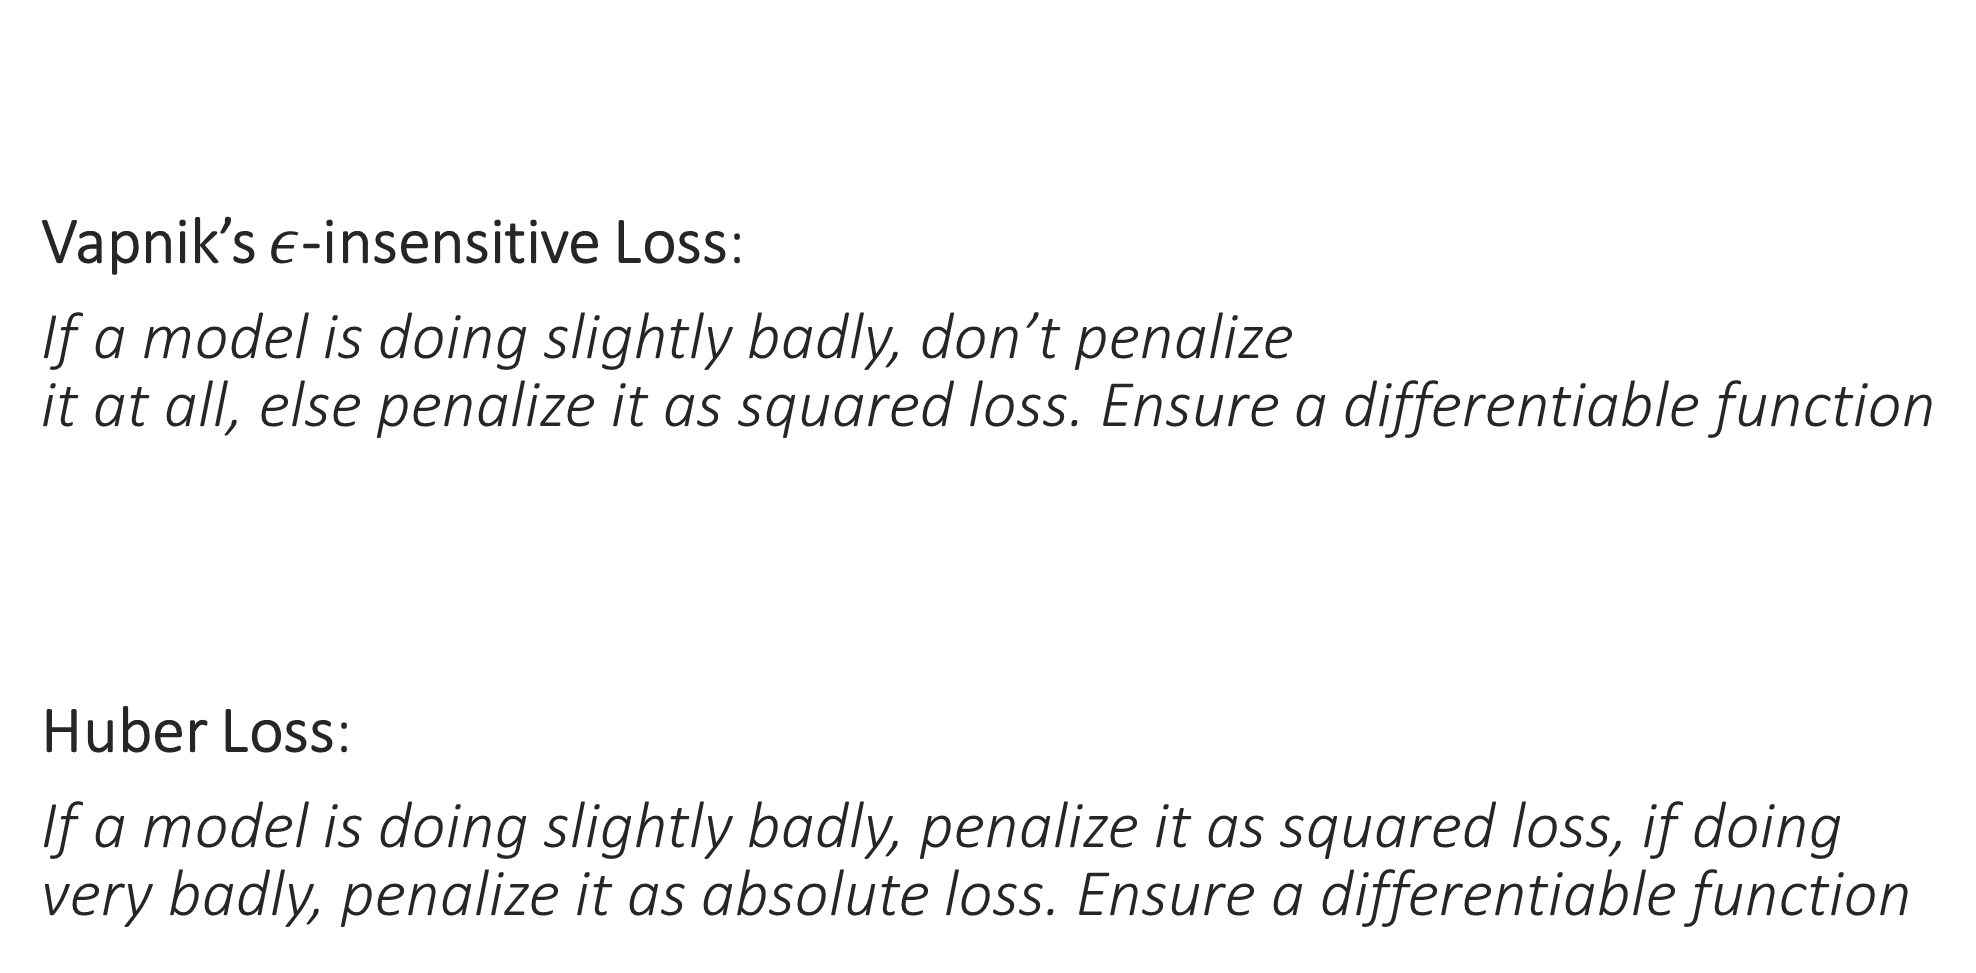 Vapnik’s ϵ-insensitive Loss:
If a model is doing slightly badly, don’t penalize
it at all, else penalize it as squared loss. Ensure a differentiable function
Huber Loss:
If a model is doing slightly badly, penalize it as squared loss, if doing
very badly, penalize it as absolute loss. Ensure a differentiable function